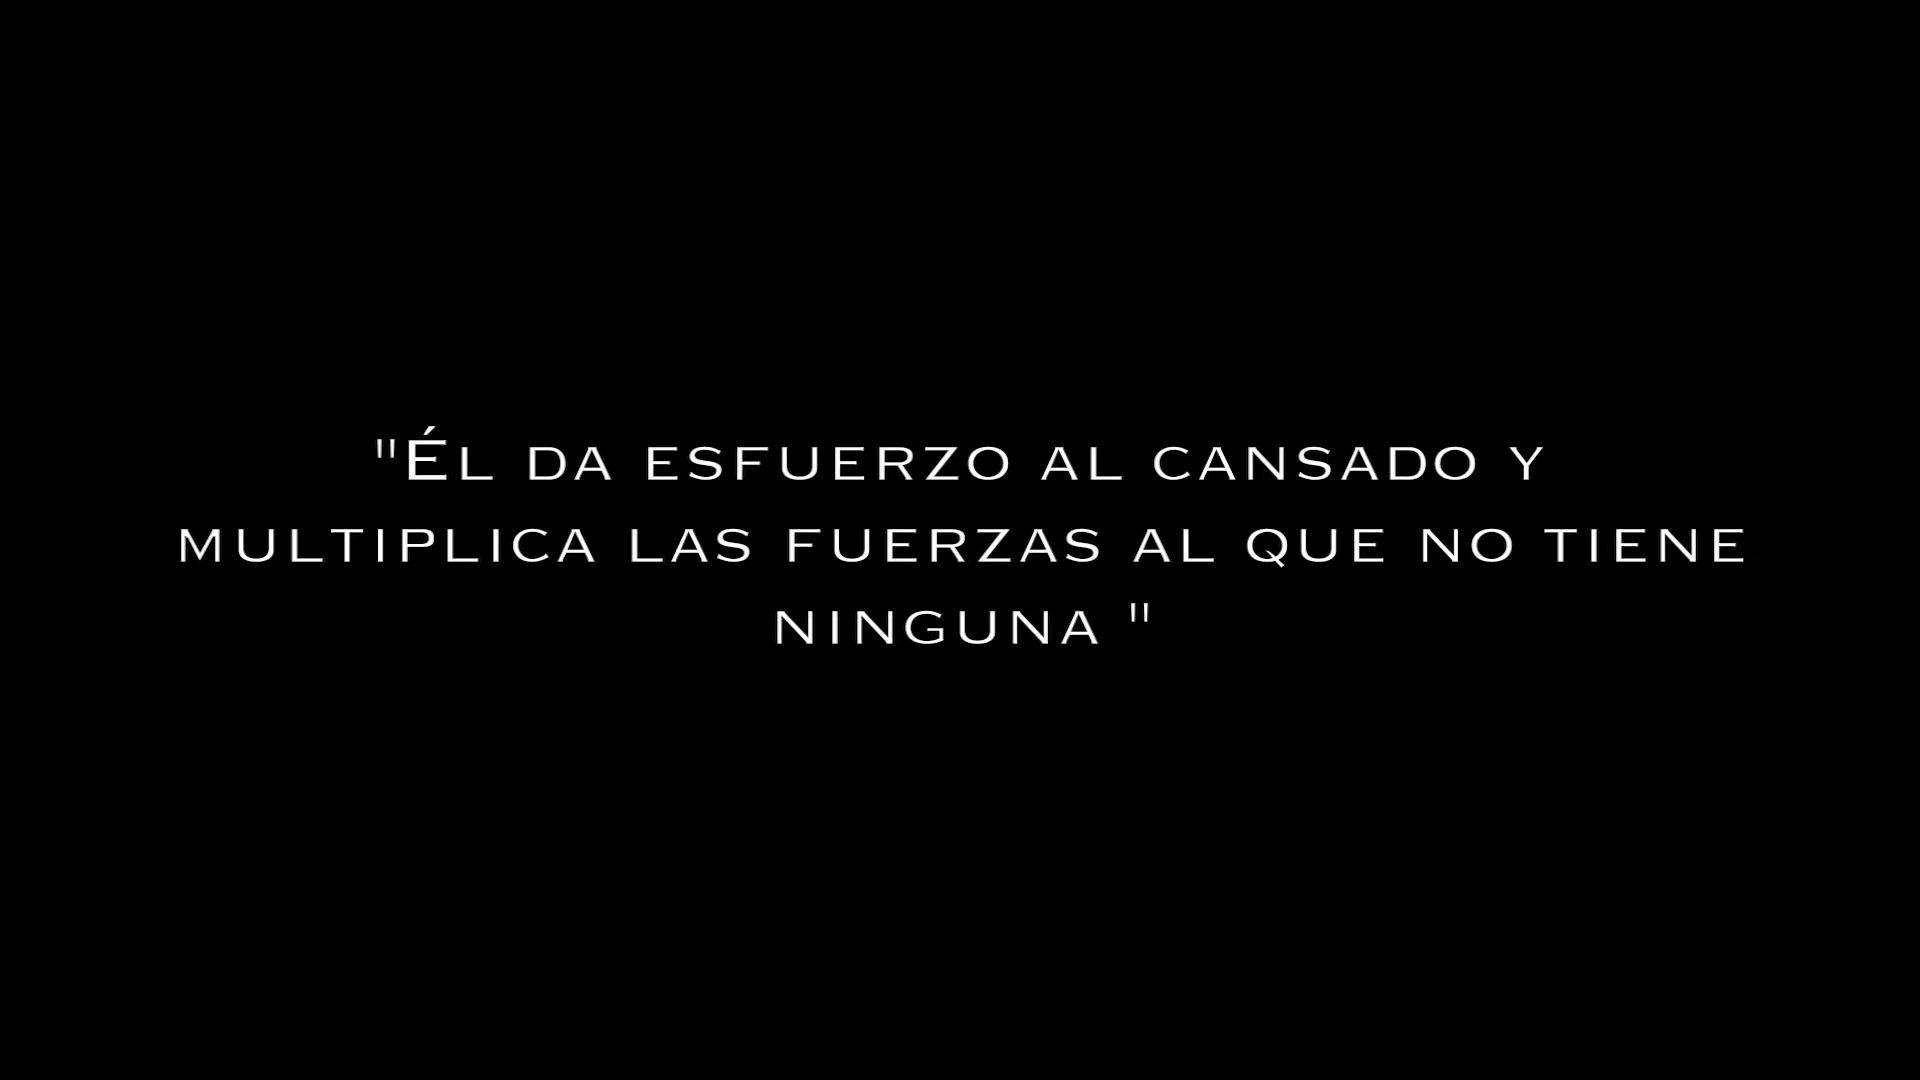 "Él da esfuerzo al cansado y
multiplica las fuerzas al que no tiene
ninguna "